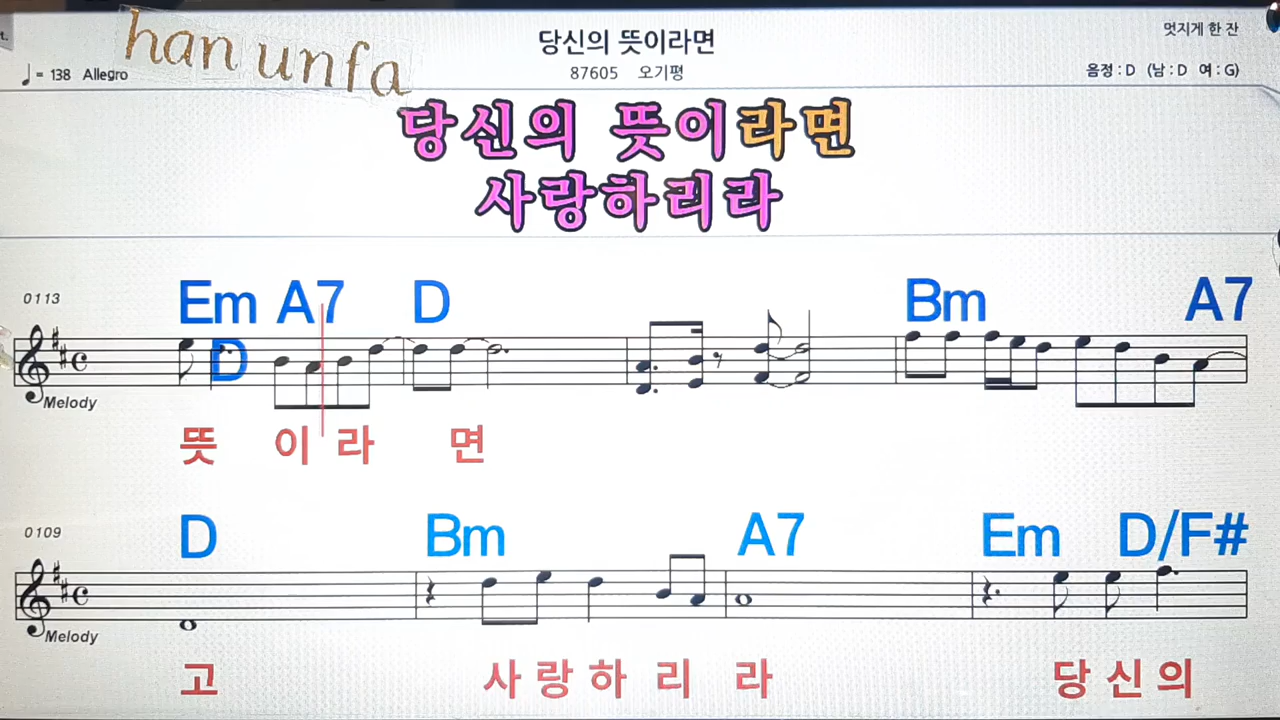 t.
han unfa
당신의 뜻이라면
멋지게 한 잔
♩= 138 Allegro
87605 오기평
음정 : D (남 : D 여 : G)
당신의 뜻이라면
사랑하리라
0113
Em A7 D Bm A7
D
Melody
뜻 이 라 면
0109
D Bm A7 Em D/F#
Melody
고 사 랑 하 리 라 당 신 의